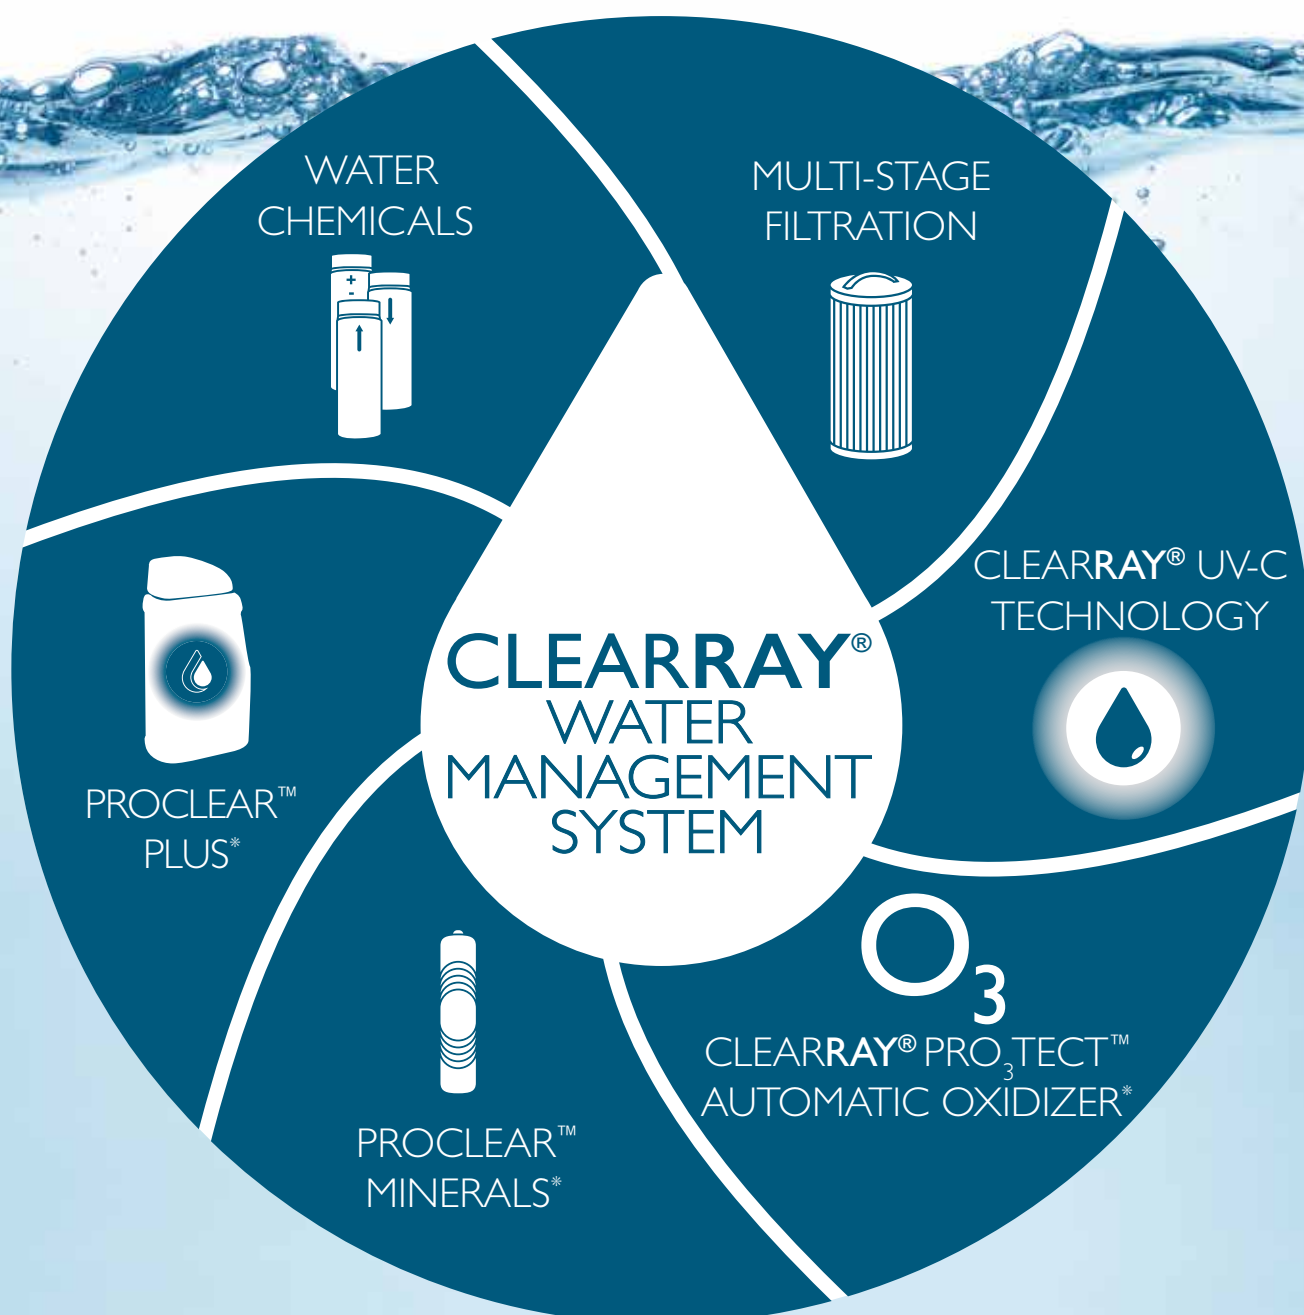 WATER
CHEMICALS
+
-
MULTI-STAGE
FILTRATION
CLEARRAY® UV-C
TECHNOLOGY
CLEARRAY®
WATER
MANAGEMENT
SYSTEM
PROCLEAR™
PLUS*
O₃
CLEARRAY® PRO₃TECT™
AUTOMATIC OXIDIZER*
PROCLEAR™
MINERALS*